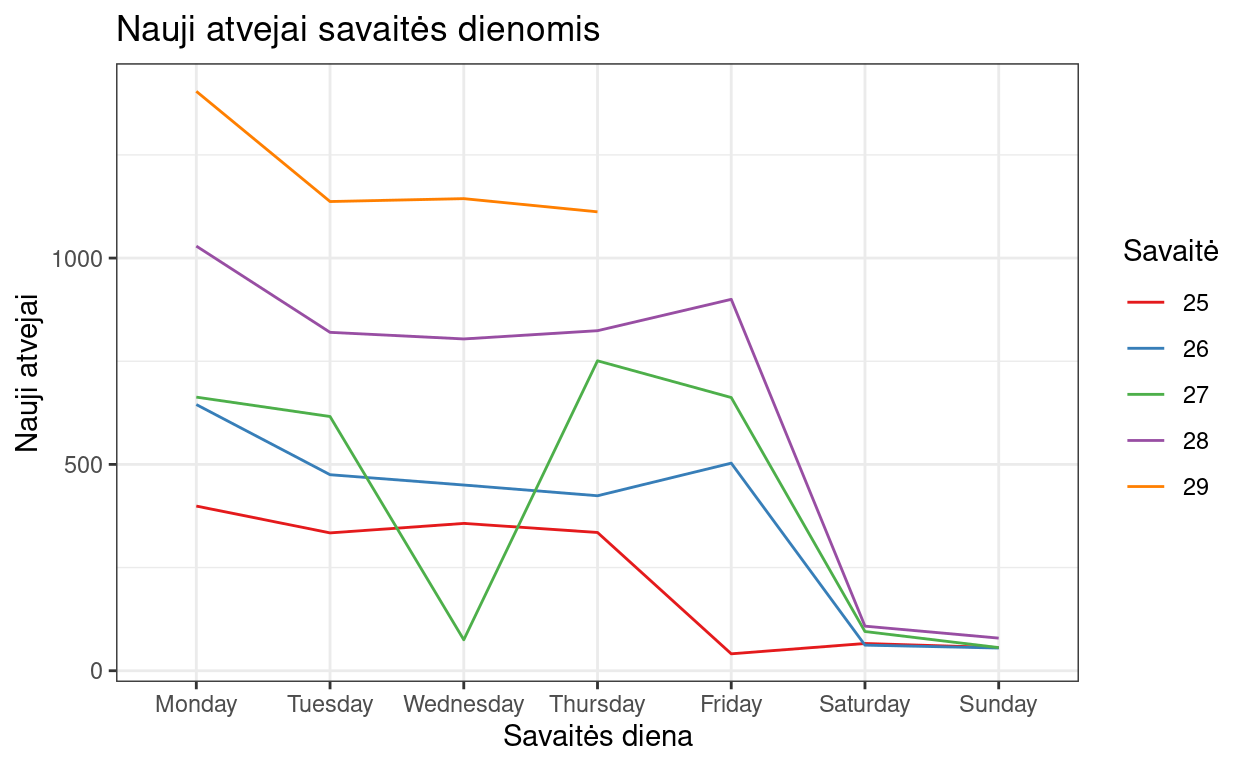 Nauji atvejai savaitės dienomis
Nauji atvejai
1000
500
0
Monday Tuesday Wednesday Thursday Friday Saturday Sunday
Savaitės diena
Savaitė
25
26
27
28
29